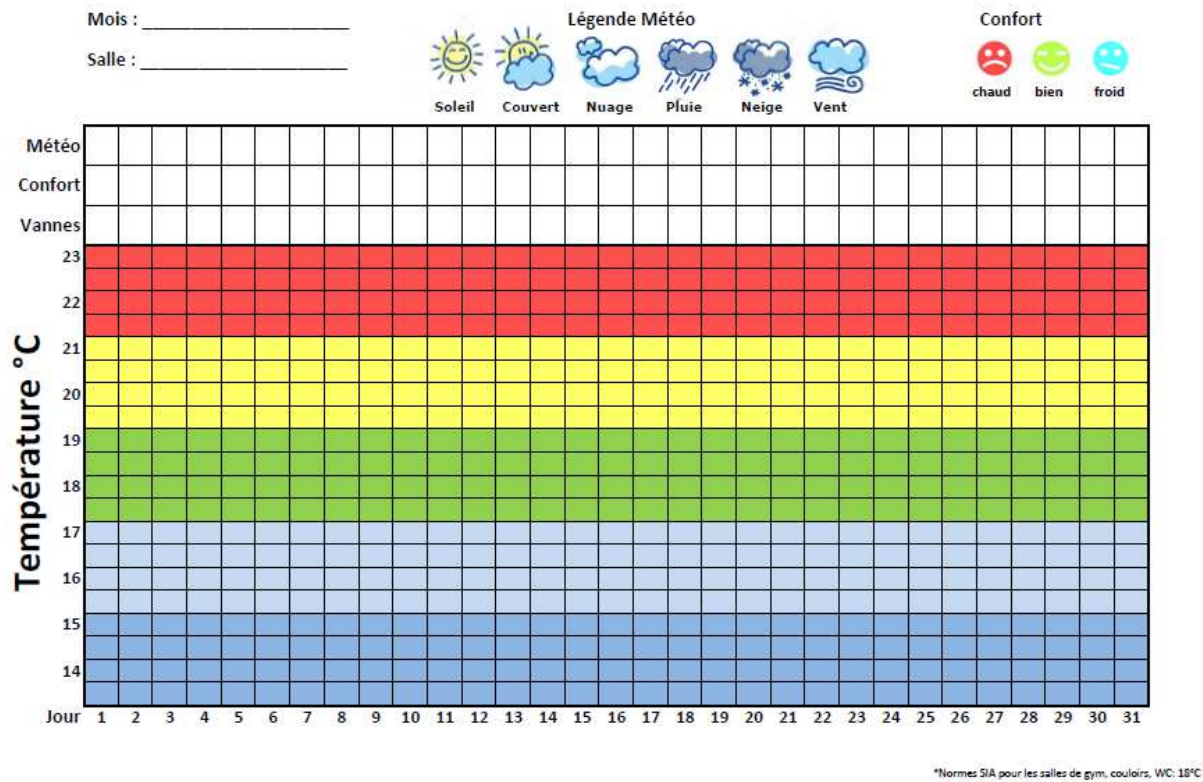 Mois : ____________________
Légende Météo
Confort
Salle : ____________________
chaud bien froid
Soleil Couvert Nuage Pluie Neige Vent
Météo
Confort
Vannes
23
22
21
20
19
18
17
16
15
14
Température °C
Jour 1 2 3 4 5 6 7 8 9 10 11 12 13 14 15 16 17 18 19 20 21 22 23 24 25 26 27 28 29 30 31
*Normes SIA pour les salles de gym, couloirs, WC: 18°C